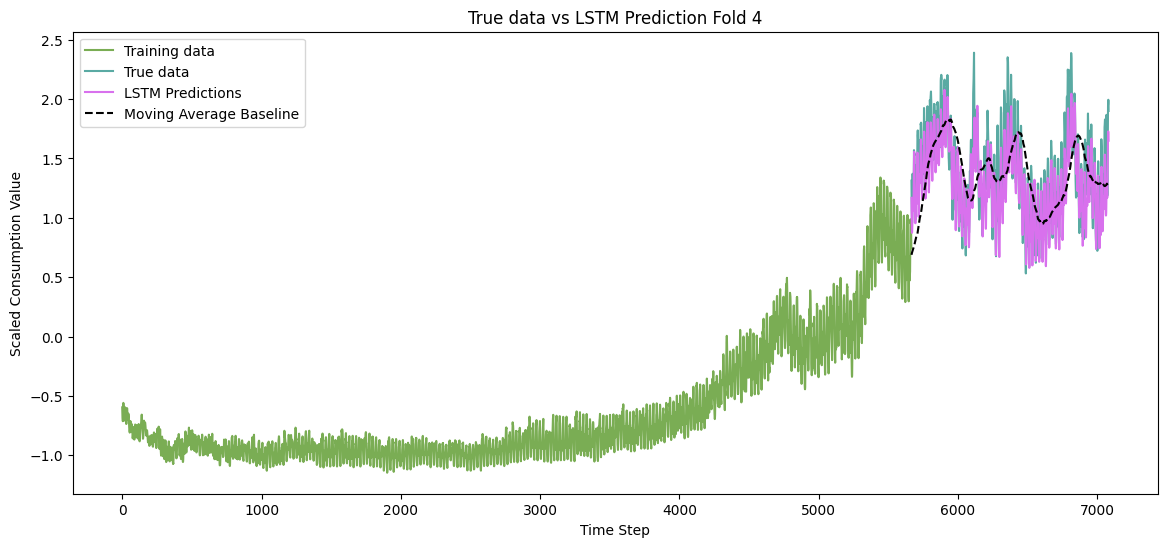 True data vs LSTM Prediction Fold 4
Training data
True data
LSTM Predictions
Moving Average Baseline
Scaled Consumption Value
2.5
2.0
1.5
1.0
0.5
0.0
−0.5
−1.0
0 1000 2000 3000 4000 5000 6000 7000
Time Step